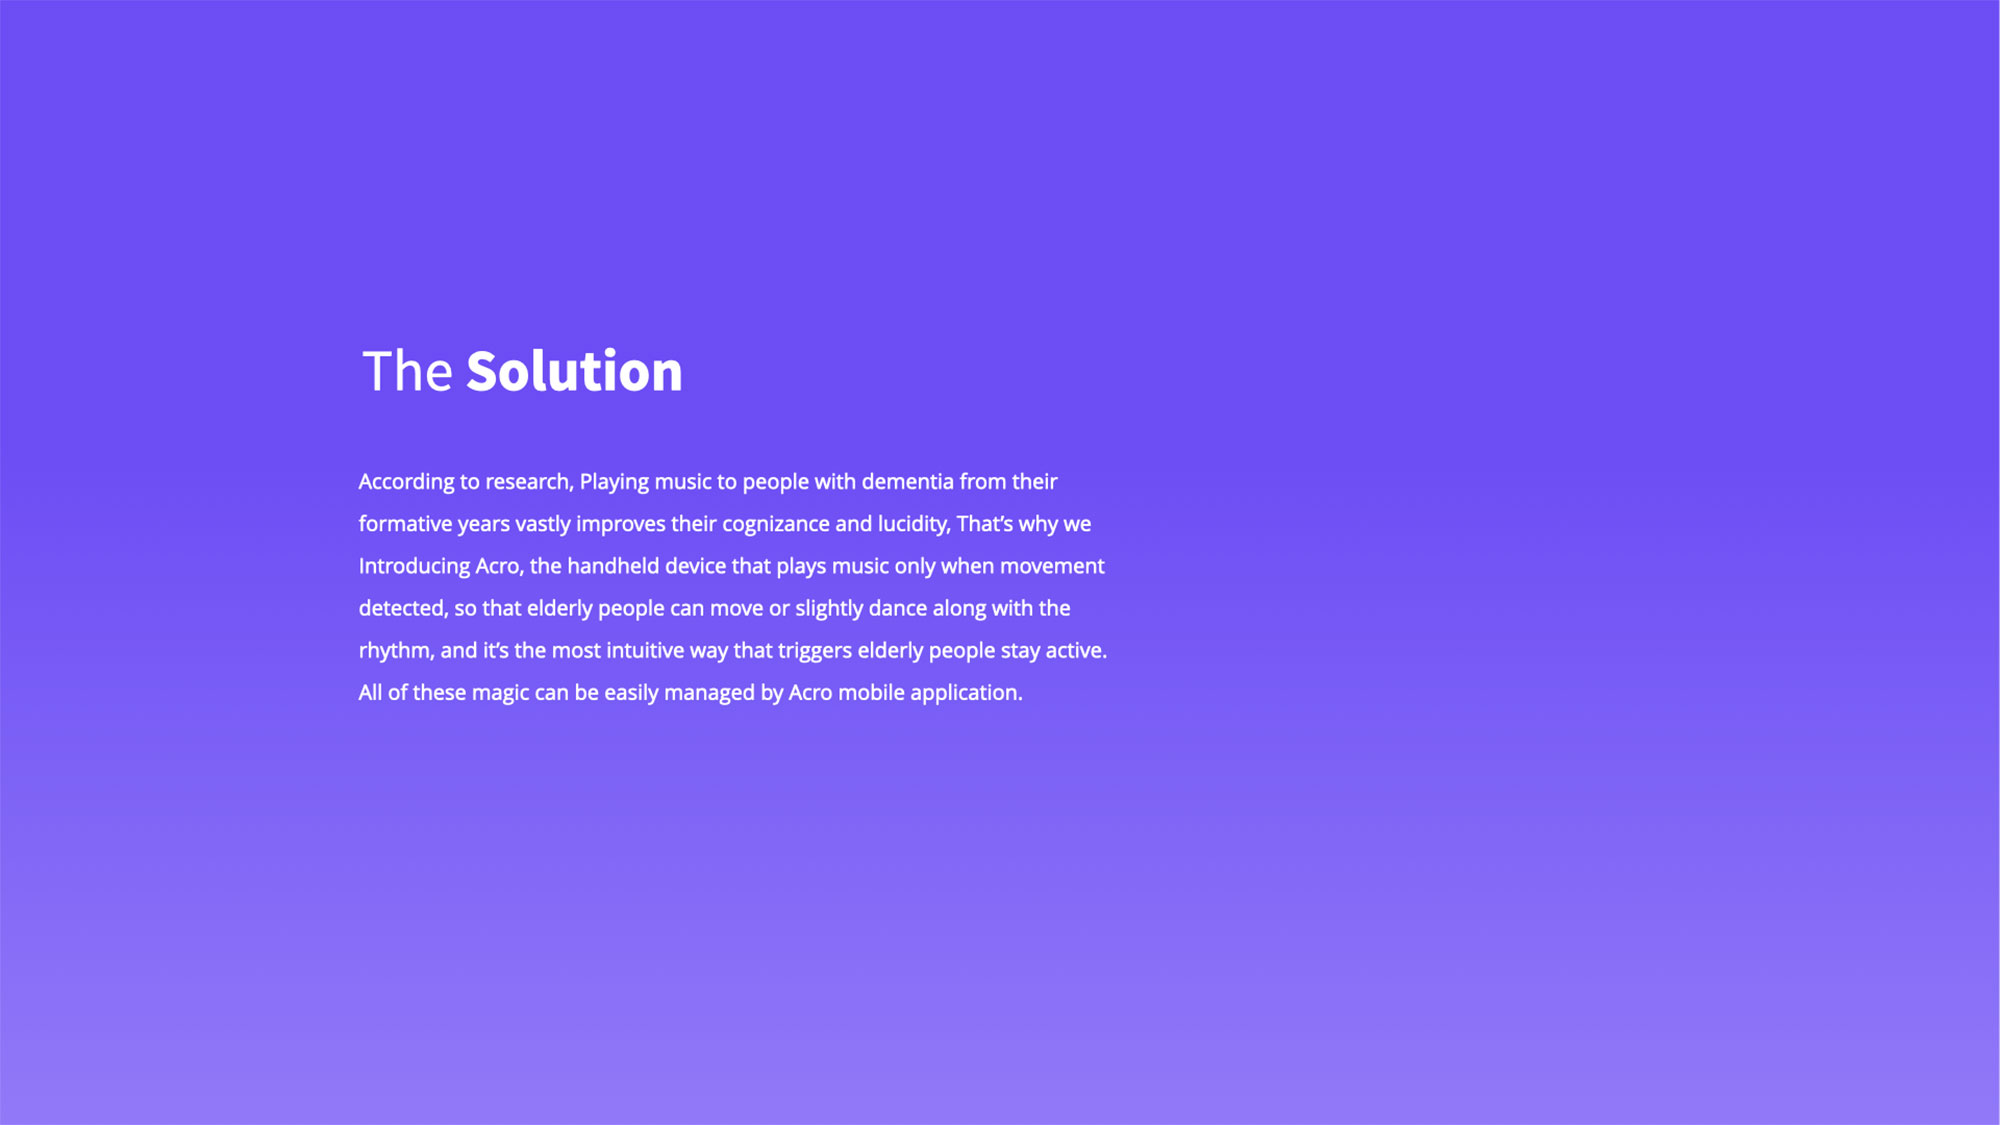 The Solution
According to research, Playing music to people with dementia from their
formative years vastly improves their cognizance and lucidity, That’s why we
Introducing Acro, the handheld device that plays music only when movement
detected, so that elderly people can move or slightly dance along with the
rhythm, and it’s the most intuitive way that triggers elderly people stay active.
All of these magic can be easily managed by Acro mobile application.